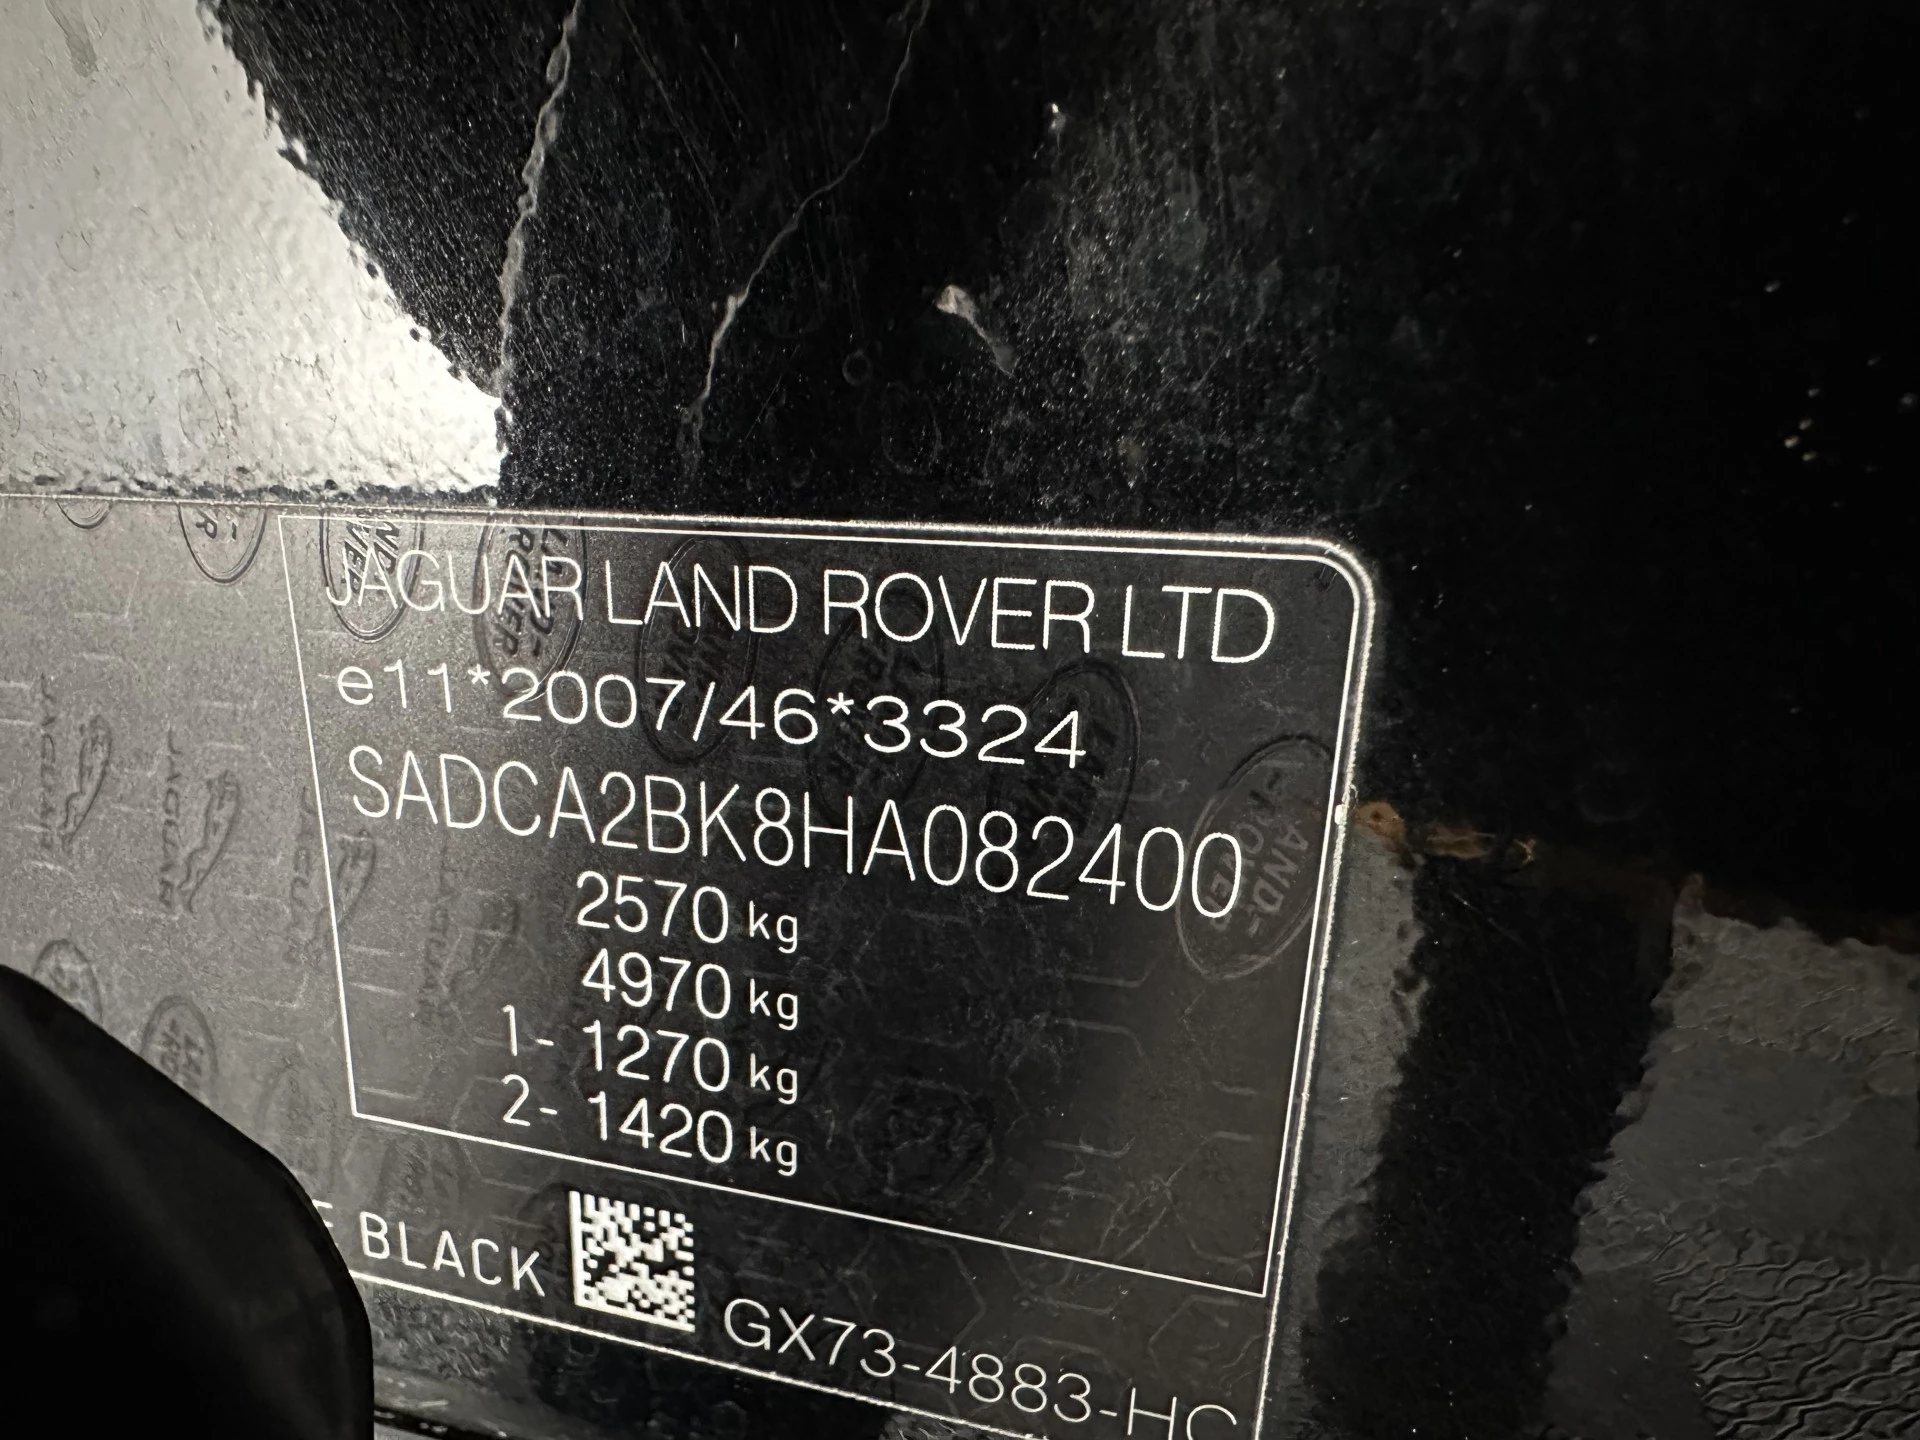 JAGUAR LAND ROVER LTD
e11*2007/46*3324
SADCA2BK8HA082400
2570 kg
4970 kg
1- 1270 kg
2- 1420 kg
BLACK
GX73-4883-HC